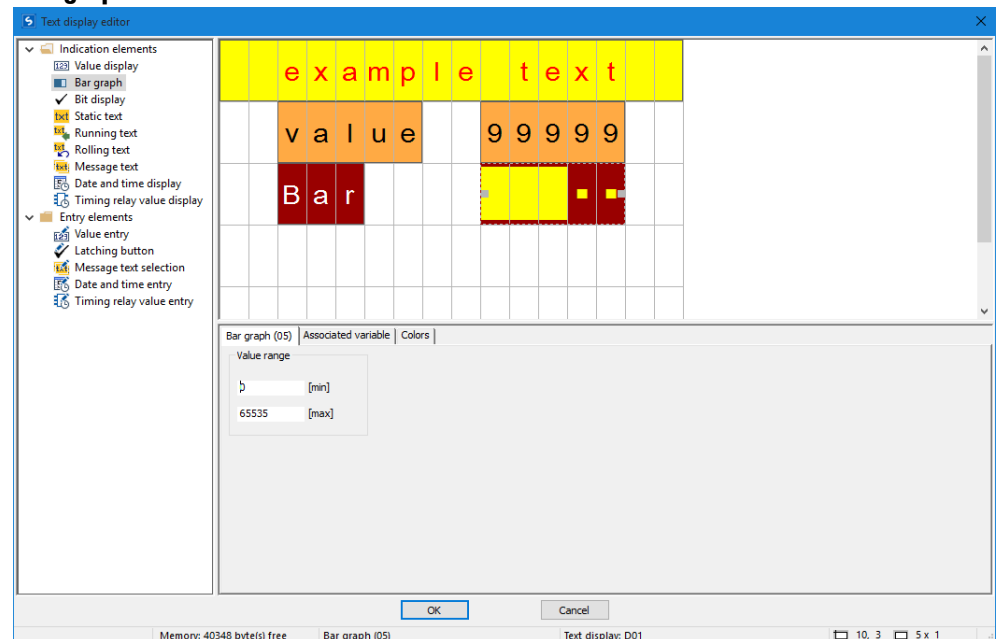 Text display editor
Indication elements
Value display
Bar graph
Bit display
Static text
Running text
Rolling text
Message text
Date and time display
Timing relay value display
Entry elements
Value entry
Latching button
Message text selection
Date and time entry
Timing relay value entry
example text
value 99999
Bar
Bar graph (05) Associated variable Colors
Value range
0 [min]
65535 [max]
OK Cancel
Memory: 40348 byte(s) free Bar graph (05) Text display: D01 10, 3 5 x 1